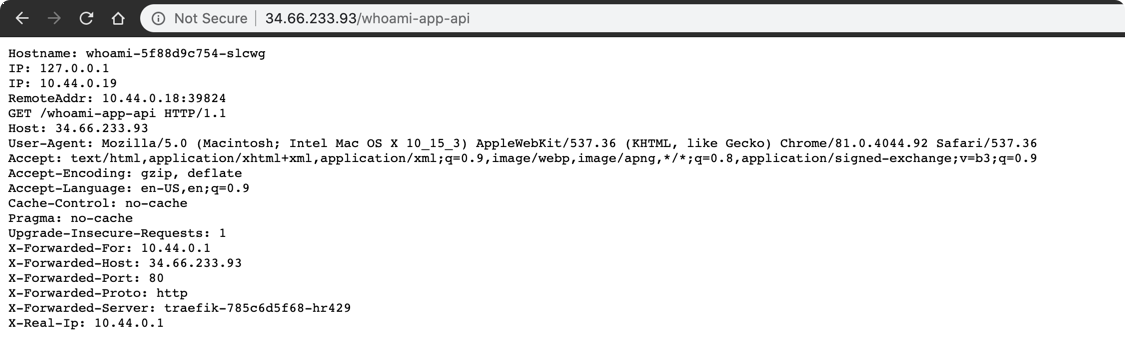 Not Secure | 34.66.233.93/whoami-app-api
Hostname: whoami-5f88d9c754-slcwg
IP: 127.0.0.1
IP: 10.44.0.19
RemoteAddr: 10.44.0.18:39824
GET /whoami-app-api HTTP/1.1
Host: 34.66.233.93
User-Agent: Mozilla/5.0 (Macintosh; Intel Mac OS X 10_15_3) AppleWebKit/537.36 (KHTML, like Gecko) Chrome/81.0.4044.92 Safari/537.36
Accept: text/html,application/xhtml+xml,application/xml;q=0.9,image/webp,image/apng,*/*;q=0.8,application/signed-exchange;v=b3;q=0.9
Accept-Encoding: gzip, deflate
Accept-Language: en-US,en;q=0.9
Cache-Control: no-cache
Pragma: no-cache
Upgrade-Insecure-Requests: 1
X-Forwarded-For: 10.44.0.1
X-Forwarded-Host: 34.66.233.93
X-Forwarded-Port: 80
X-Forwarded-Proto: http
X-Forwarded-Server: traefik-785c6d5f68-hr429
X-Real-Ip: 10.44.0.1